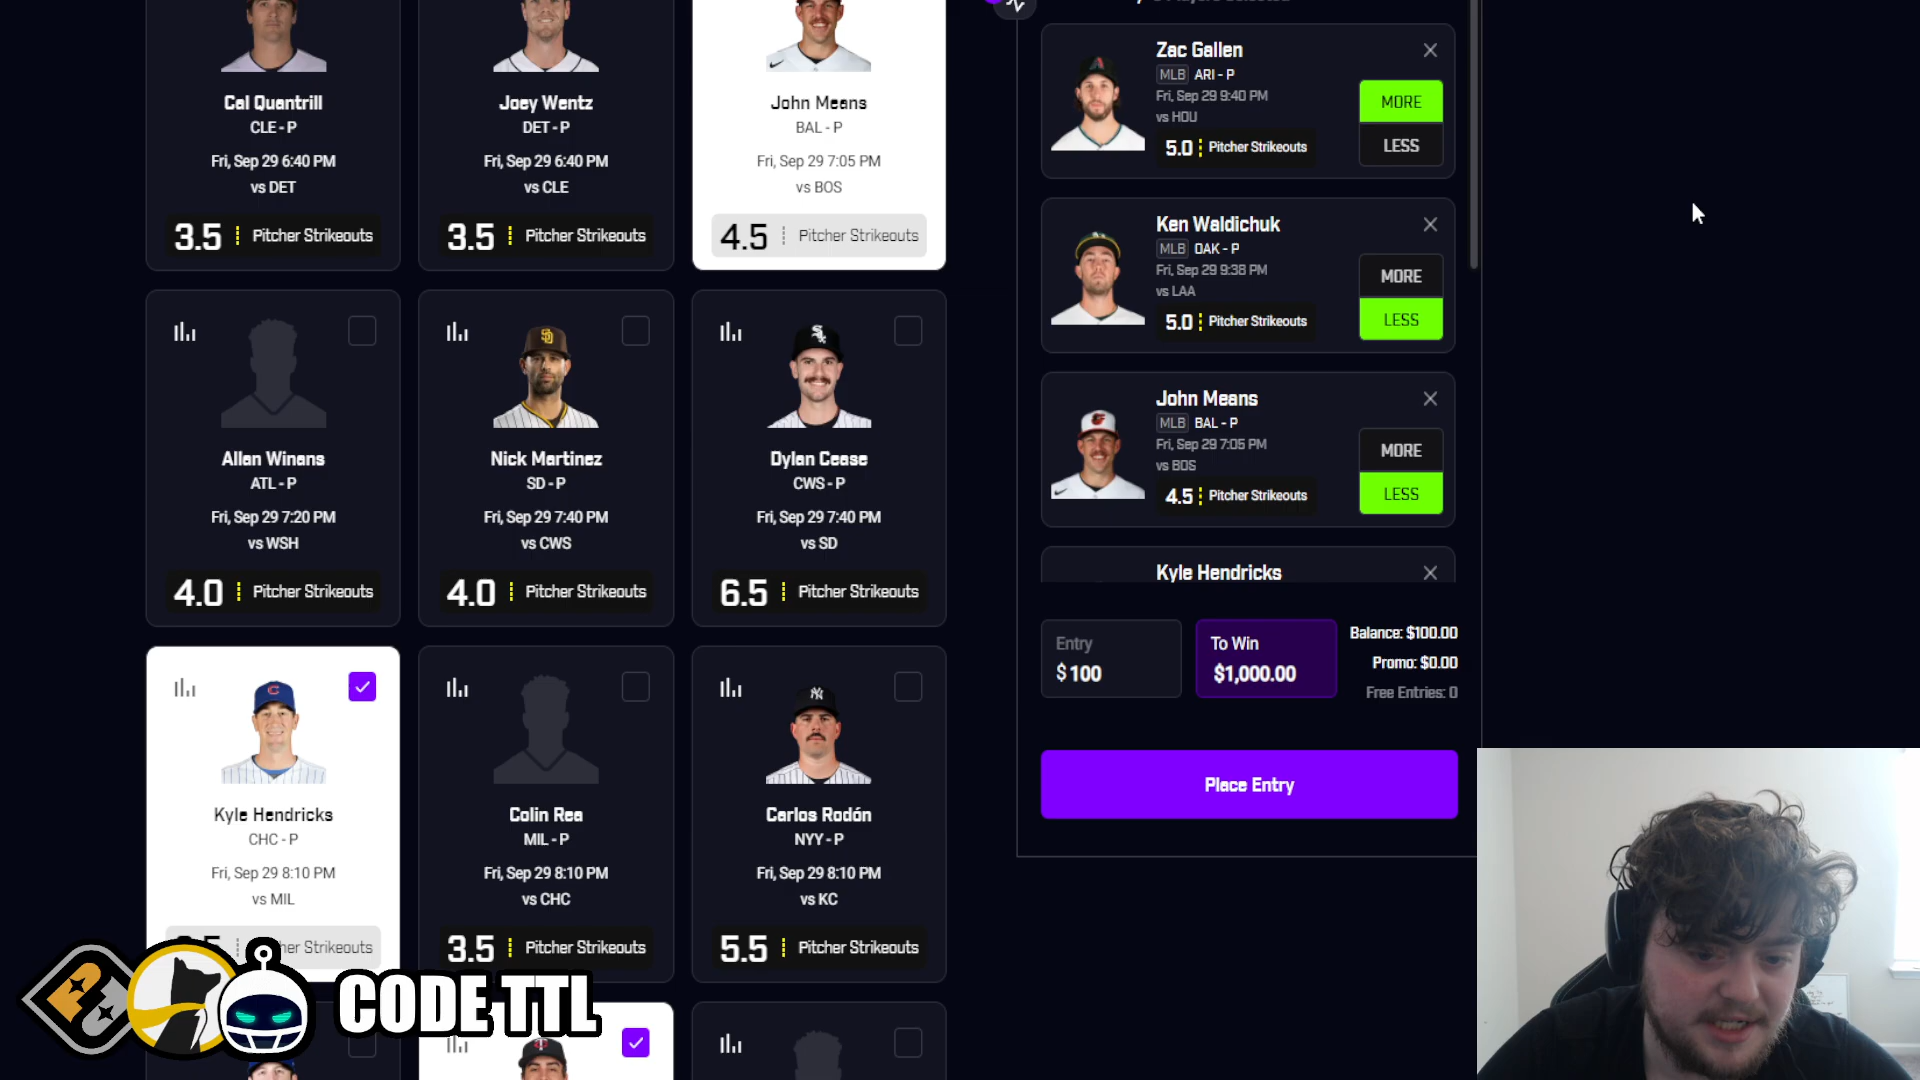 Cal Quantrill
CLE - P
Fri, Sep 29 6:40 PM
vs DET
3.5 Pitcher Strikeouts
Joey Wentz
DET - P
Fri, Sep 29 6:40 PM
vs CLE
3.5 Pitcher Strikeouts
John Means
BAL - P
Fri, Sep 29 7:05 PM
vs BOS
4.5 Pitcher Strikeouts
Allan Winans
ATL - P
Fri, Sep 29 7:20 PM
vs WSH
4.0 Pitcher Strikeouts
Nick Martinez
SD - P
Fri, Sep 29 7:40 PM
vs CWS
4.0 Pitcher Strikeouts
Dylan Cease
CWS - P
Fri, Sep 29 7:40 PM
vs SD
6.5 Pitcher Strikeouts
Kyle Hendricks
CHC - P
Fri, Sep 29 8:10 PM
vs MIL
Strikeouts
Colin Rea
MIL - P
Fri, Sep 29 8:10 PM
vs CHC
3.5 Pitcher Strikeouts
Carlos Rodón
NYY - P
Fri, Sep 29 8:10 PM
vs KC
5.5 Pitcher Strikeouts
CODE TTL
Zac Gallen
MLB ARI - P
Fri, Sep 29 9:40 PM
vs HOU
5.0 Pitcher Strikeouts
MORE
LESS
Ken Waldichuk
MLB OAK - P
Fri, Sep 29 9:38 PM
vs LAA
5.0 Pitcher Strikeouts
MORE
LESS
John Means
MLB BAL - P
Fri, Sep 29 7:05 PM
vs BOS
4.5 Pitcher Strikeouts
MORE
LESS
Kyle Hendricks
Entry
$ 100
To Win
$1,000.00
Balance: $100.00
Promo: $0.00
Free Entries: 0
Place Entry